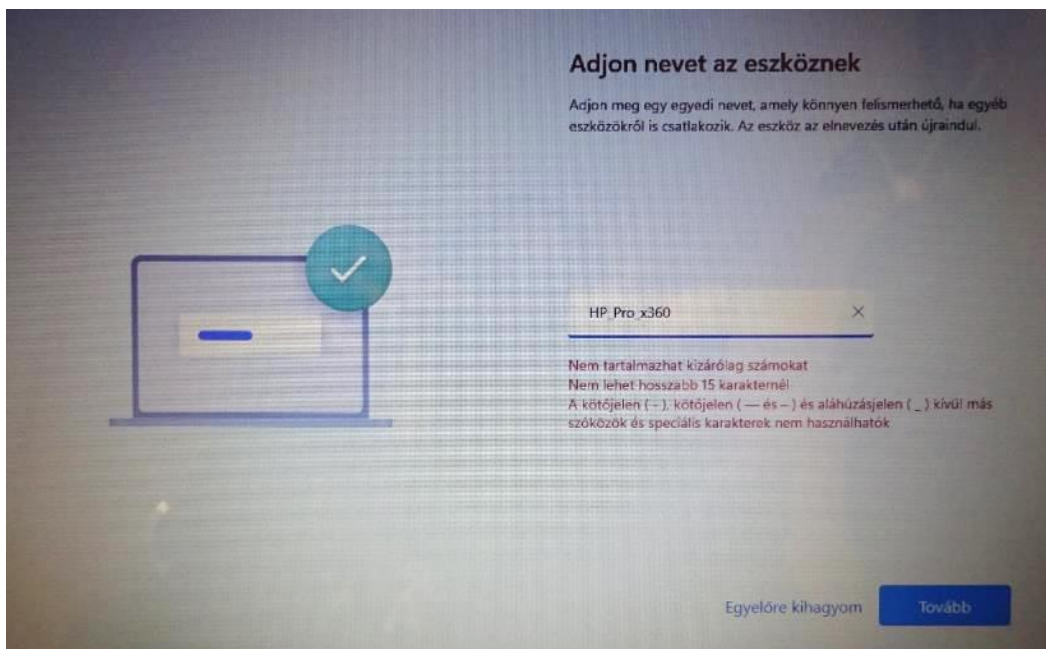 Adjon nevet az eszköznek
Adjon meg egy egyedi nevet, amely könnyen felismerhető, ha egyéb
eszközökről is csatlakozik. Az eszköz az elnevezés után újraindul.
HP_Pro_x360
Nem tartalmazhat kizárólag számokat
Nem lehet hosszabb 15 karakternél
A kötőjelen ( - ), kötőjelen ( — és – ) és aláhúzásjelen ( _ ) kívül más
szóközök és speciális karakterek nem használhatók
Egyelőre kihagyom
Tovább